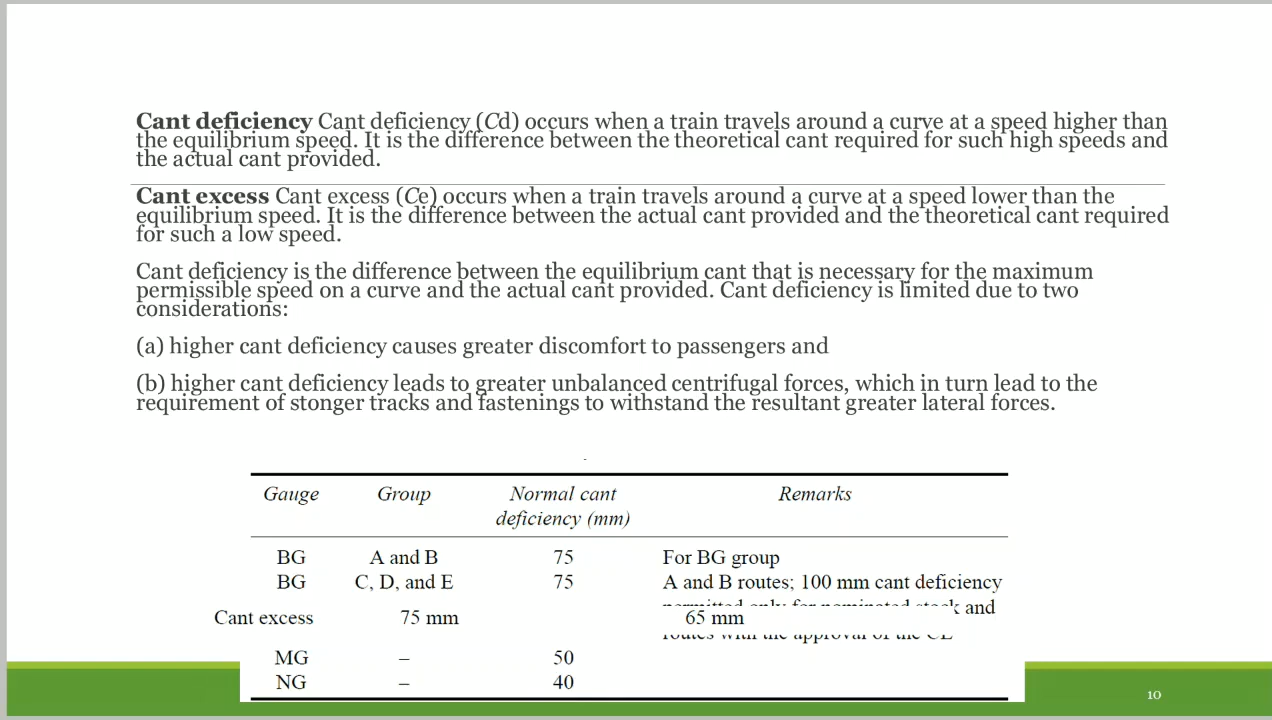 Cant deficiency Cant deficiency (Cd) occurs when a train travels around a curve at a speed higher than
the equilibrium speed. It is the difference between the theoretical cant required for such high speeds and
the actual cant provided.
Cant excess Cant excess (Ce) occurs when a train travels around a curve at a speed lower than the
equilibrium speed. It is the difference between the actual cant provided and the theoretical cant required
for such a low speed.
Cant deficiency is the difference between the equilibrium cant that is necessary for the maximum
permissible speed on a curve and the actual cant provided. Cant deficiency is limited due to two
considerations:
(a) higher cant deficiency causes greater discomfort to passengers and
(b) higher cant deficiency leads to greater unbalanced centrifugal forces, which in turn lead to the
requirement of stonger tracks and fastenings to withstand the resultant greater lateral forces.
Gauge Group Normal cant Remarks
deficiency (mm)
BG A and B 75 For BG group
BG C, D, and E 75 A and B routes; 100 mm cant deficiency
and
Cant excess 75 mm 65 mm
MG – 50
NG – 40
10